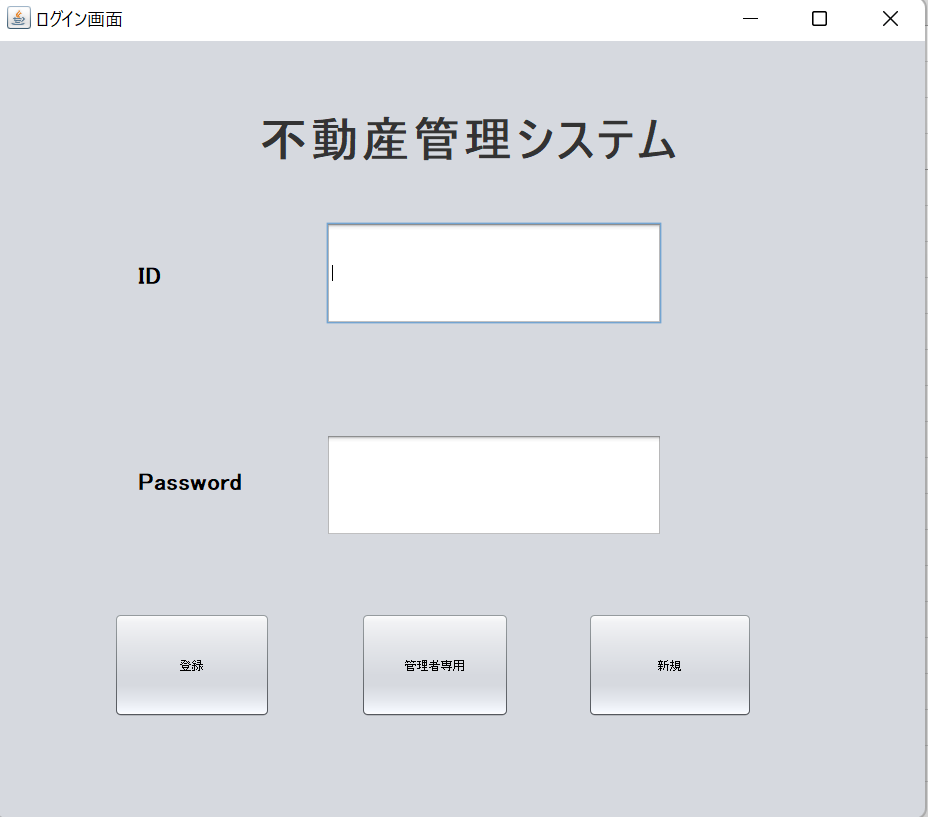 ログイン画面
不動産管理システム
ID
Password
登録
管理者専用
新規